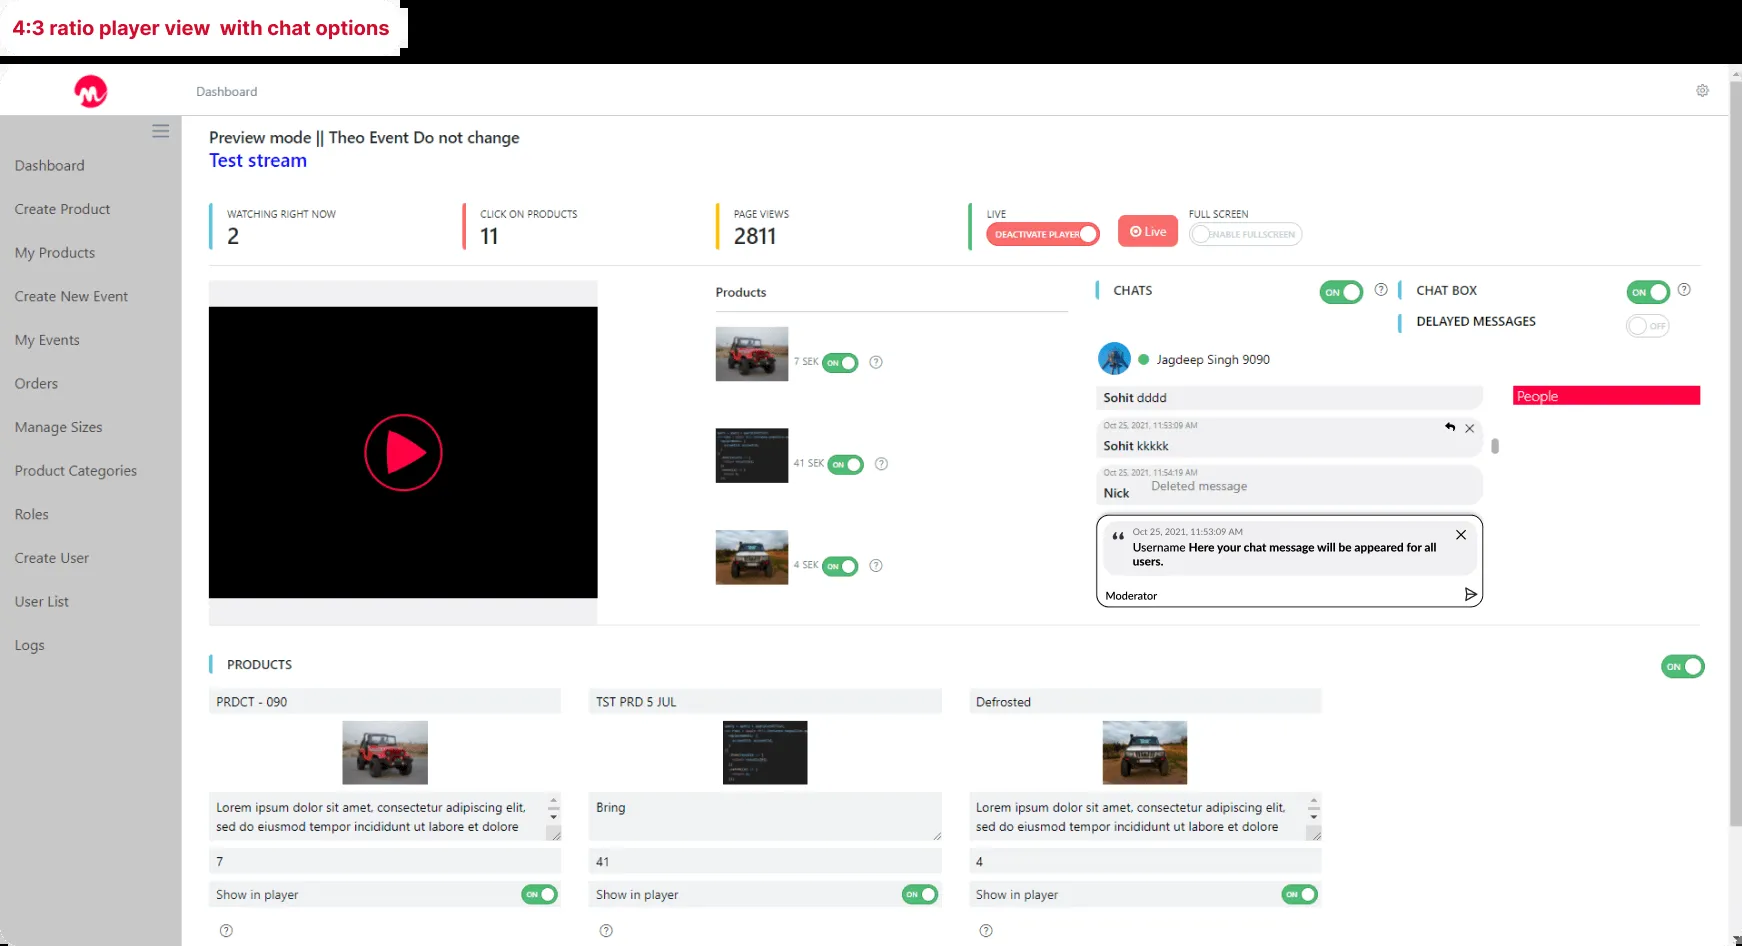 4:3 ratio player view  with chat options
Dashboard
Dashboard
Create Product
My Products
Create New Event
My Events
Orders
Manage Sizes
Product Categories
Roles
Create User
User List
Logs
Preview mode || Theo Event Do not change
Test stream
WATCHING RIGHT NOW
2
CLICK ON PRODUCTS
11
PAGE VIEWS
2811
LIVE
DEACTIVATE PLAYER
Live
FULL SCREEN
ENABLE FULLSCREEN
Products
7 SEK ON ?
41 SEK ON ?
4 SEK ON ?
CHATS ON ?
CHAT BOX ON ?
DELAYED MESSAGES OFF
Jagdeep Singh 9090
Sohit dddd
Oct 25, 2021, 11:53:09 AM
Sohit kkkkk
Oct 25, 2021, 11:54:19 AM
Nick Deleted message
People
Oct 25, 2021, 11:53:09 AM
Username Here your chat message will be appeared for all
users.
Moderator
PRODUCTS ON
PRDCT - 090
Lorem ipsum dolor sit amet, consectetur adipiscing elit,
sed do eiusmod tempor incididunt ut labore et dolore
7
Show in player ON
?
TST PRD 5 JUL
Bring
41
Show in player ON
?
Defrosted
Lorem ipsum dolor sit amet, consectetur adipiscing elit,
sed do eiusmod tempor incididunt ut labore et dolore
4
Show in player ON
?